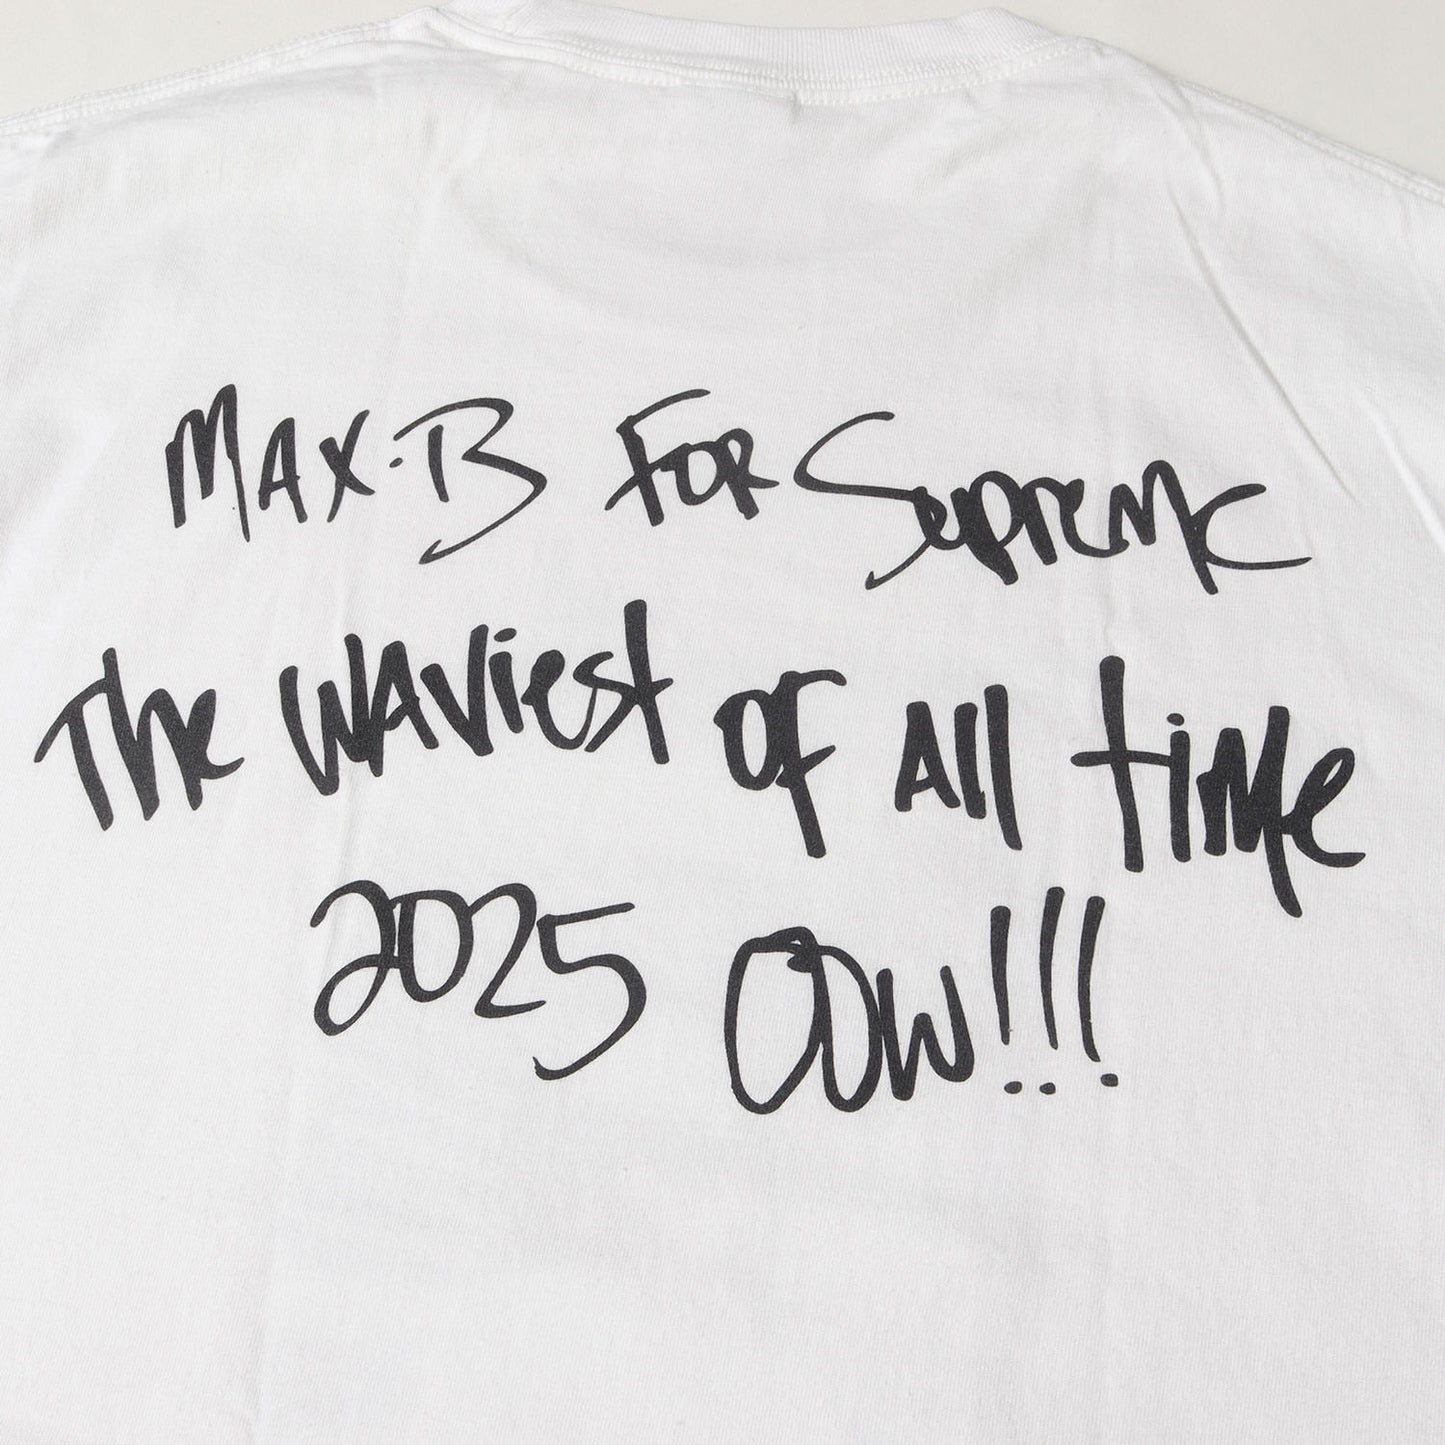 MAX·B FOR Supreme
The WAViest OF All tiMe
2025 OOW!!!